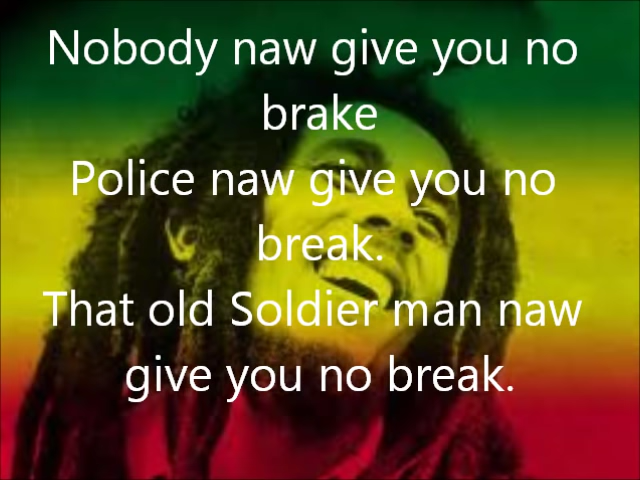 Nobody naw give you no
brake
Police naw give you no
break.
That old Soldier man naw
give you no break.